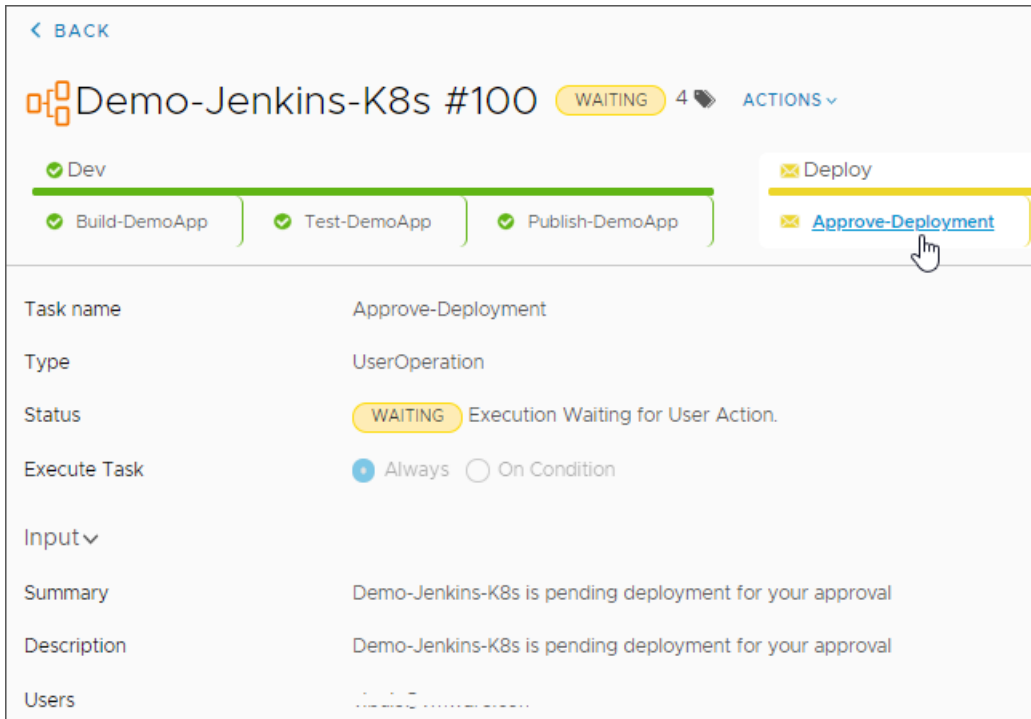 BACK
Demo-Jenkins-K8s #100 WAITING 4 ACTIONS
Dev Deploy
Build-DemoApp Test-DemoApp Publish-DemoApp Approve-Deployment
Task name Approve-Deployment
Type UserOperation
Status WAITING Execution Waiting for User Action.
Execute Task Always On Condition
Input
Summary Demo-Jenkins-K8s is pending deployment for your approval
Description Demo-Jenkins-K8s is pending deployment for your approval
Users